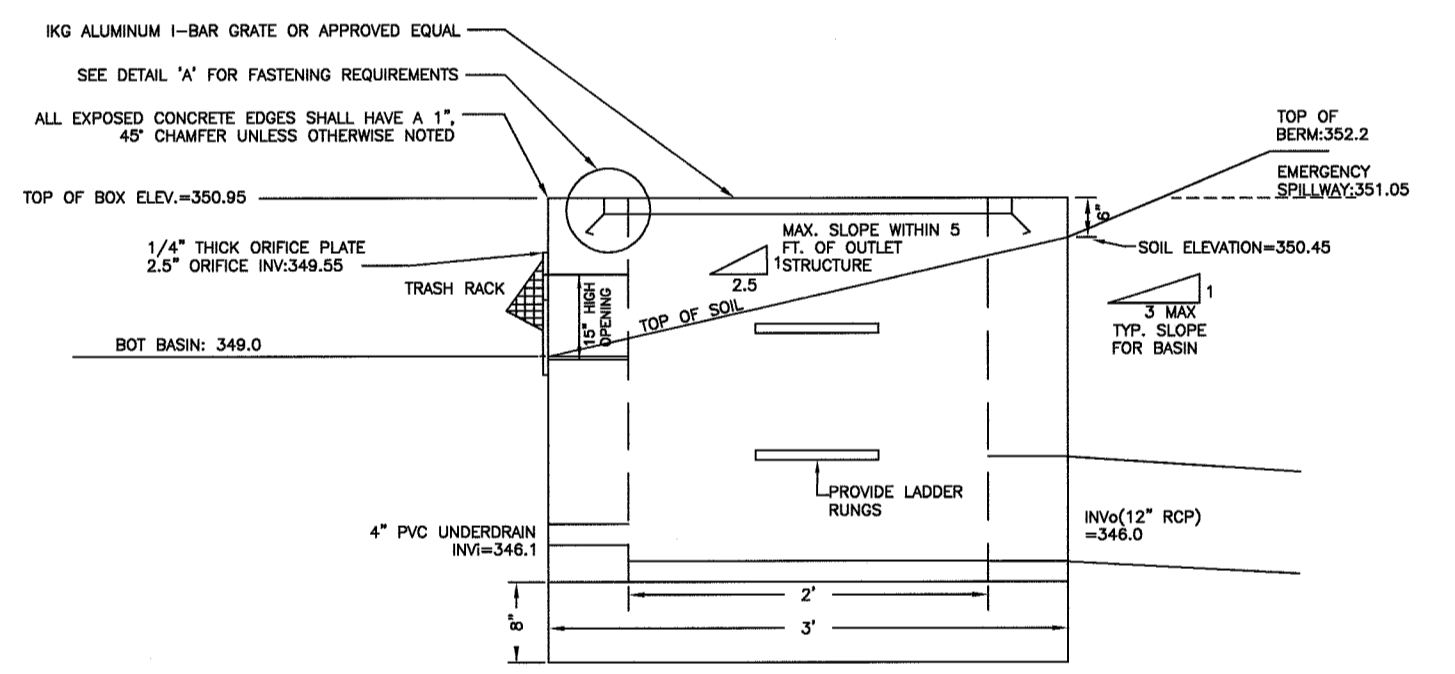 IKG ALUMINUM I-BAR GRATE OR APPROVED EQUAL
SEE DETAIL 'A' FOR FASTENING REQUIREMENTS
ALL EXPOSED CONCRETE EDGES SHALL HAVE A 1",
45° CHAMFER UNLESS OTHERWISE NOTED
TOP OF
BERM:352.2
EMERGENCY
SPILLWAY:351.05
TOP OF BOX ELEV.=350.95
6"
1/4" THICK ORIFICE PLATE
2.5" ORIFICE INV:349.55
MAX. SLOPE WITHIN 5
FT. OF OUTLET
STRUCTURE
1
2.5
SOIL ELEVATION=350.45
TRASH RACK
15" HIGH
OPENING
TOP OF SOIL
1
3 MAX
TYP. SLOPE
FOR BASIN
BOT BASIN: 349.0
PROVIDE LADDER
RUNGS
4" PVC UNDERDRAIN
INVi=346.1
INVo(12" RCP)
=346.0
8"
2'
3'